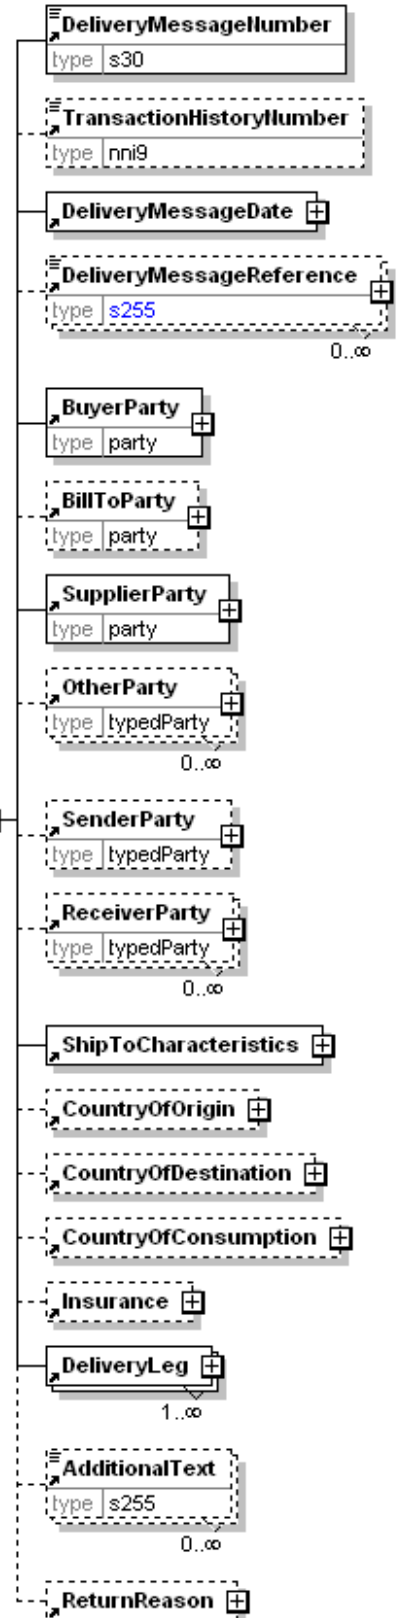 DeliveryMessageNumber
type s30
TransactionHistoryNumber
type nni9
DeliveryMessageDate
DeliveryMessageReference
type s255
0..∞
BuyerParty
type party
BillToParty
type party
SupplierParty
type party
OtherParty
type typedParty
0..∞
SenderParty
type typedParty
ReceiverParty
type typedParty
0..∞
ShipToCharacteristics
CountryOfOrigin
CountryOfDestination
CountryOfConsumption
Insurance
DeliveryLeg
1..∞
AdditionalText
type s255
0..∞
ReturnReason